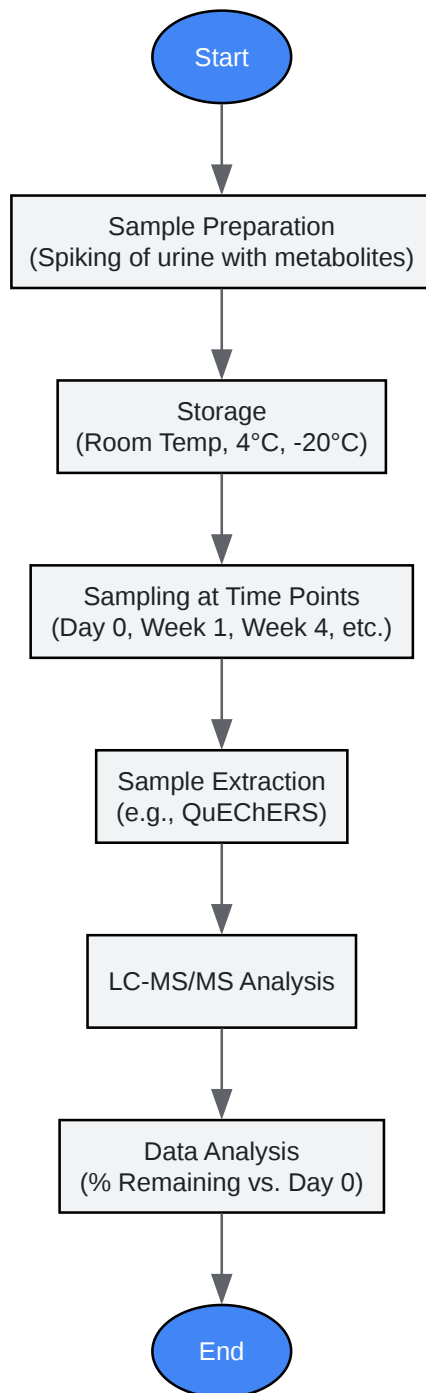 Start
Sample Preparation
(Spiking of urine with metabolites)
Storage
(Room Temp, 4°C, -20°C)
Sampling at Time Points
(Day 0, Week 1, Week 4, etc.)
Sample Extraction
(e.g., QuEChERS)
LC-MS/MS Analysis
Data Analysis
(% Remaining vs. Day 0)
End